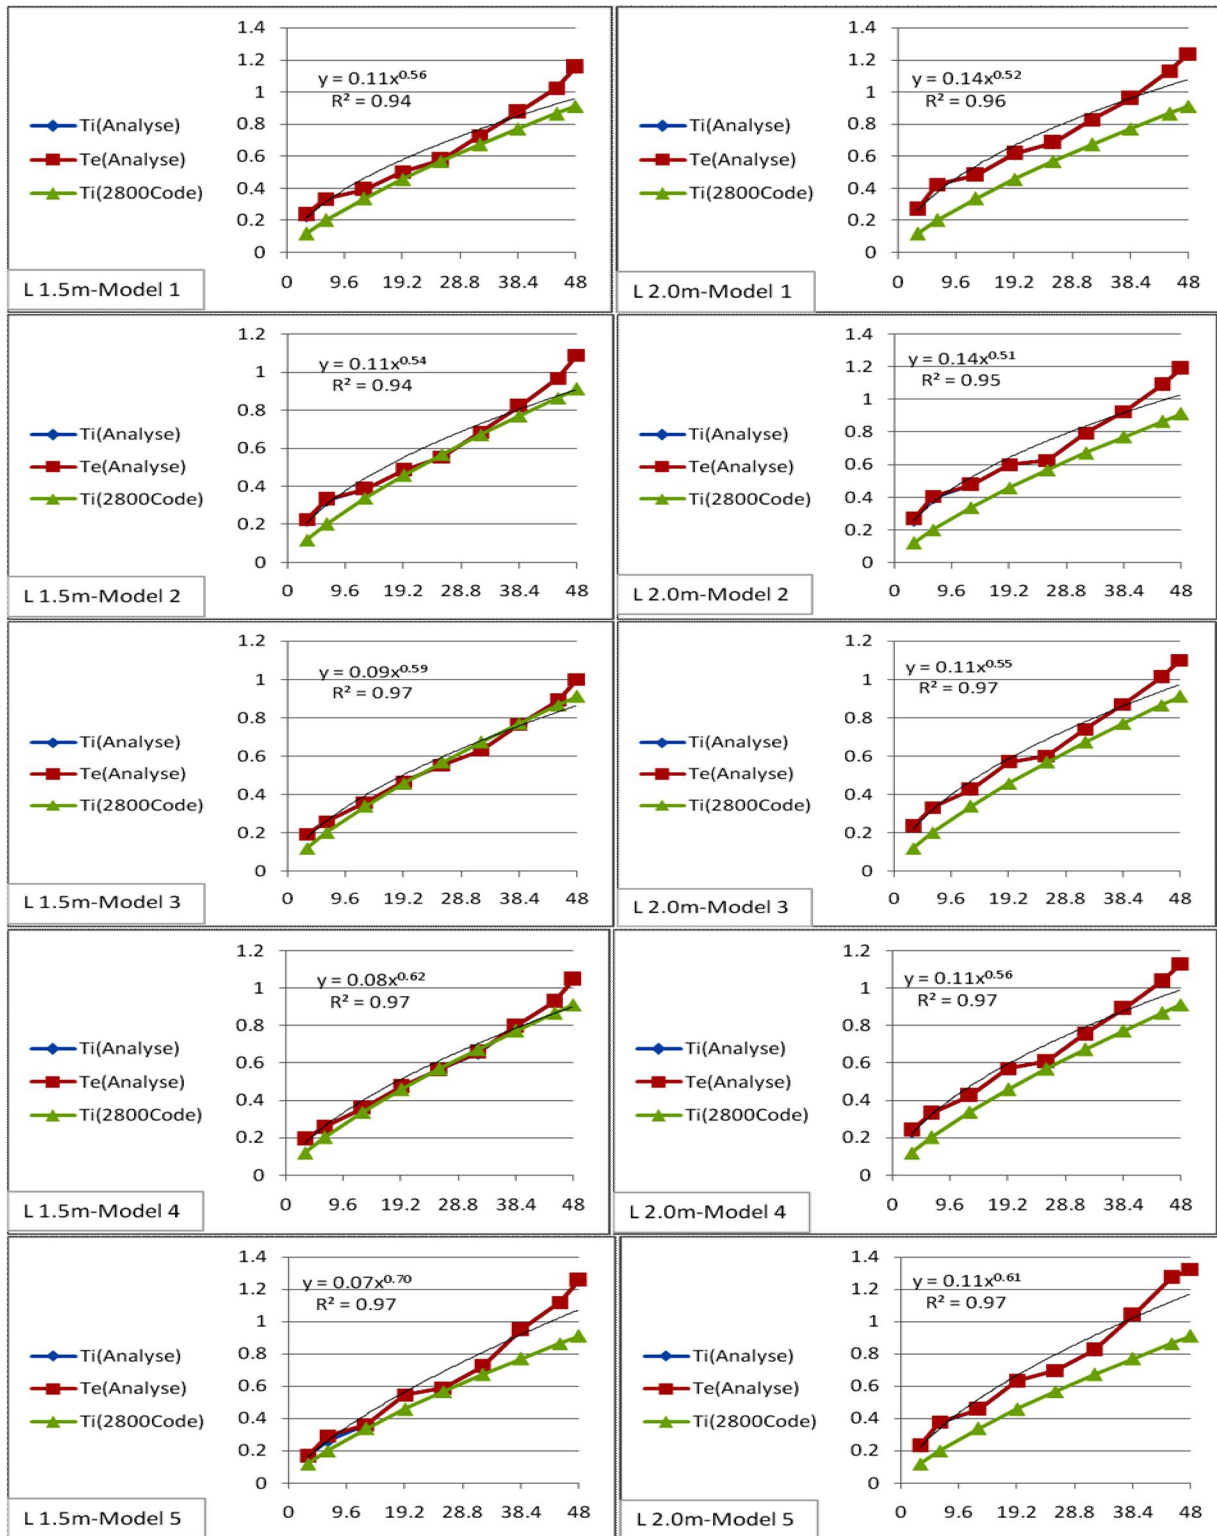 1.4
1.2
1
0.8
0.6
0.4
0.2
0
y = 0.11x^0.56
R² = 0.94
Ti(Analyse)
Te(Analyse)
Ti(2800Code)
0 9.6 19.2 28.8 38.4 48
L 1.5m-Model 1
1.4
1.2
1
0.8
0.6
0.4
0.2
0
y = 0.14x^0.52
R² = 0.96
Ti(Analyse)
Te(Analyse)
Ti(2800Code)
0 9.6 19.2 28.8 38.4 48
L 2.0m-Model 1
1.2
1
0.8
0.6
0.4
0.2
0
y = 0.11x^0.54
R² = 0.94
Ti(Analyse)
Te(Analyse)
Ti(2800Code)
0 9.6 19.2 28.8 38.4 48
L 1.5m-Model 2
1.4
1.2
1
0.8
0.6
0.4
0.2
0
y = 0.14x^0.51
R² = 0.95
Ti(Analyse)
Te(Analyse)
Ti(2800Code)
0 9.6 19.2 28.8 38.4 48
L 2.0m-Model 2
1.2
1
0.8
0.6
0.4
0.2
0
y = 0.09x^0.59
R² = 0.97
Ti(Analyse)
Te(Analyse)
Ti(2800Code)
0 9.6 19.2 28.8 38.4 48
L 1.5m-Model 3
1.2
1
0.8
0.6
0.4
0.2
0
y = 0.11x^0.55
R² = 0.97
Ti(Analyse)
Te(Analyse)
Ti(2800Code)
0 9.6 19.2 28.8 38.4 48
L 2.0m-Model 3
1.2
1
0.8
0.6
0.4
0.2
0
y = 0.08x^0.62
R² = 0.97
Ti(Analyse)
Te(Analyse)
Ti(2800Code)
0 9.6 19.2 28.8 38.4 48
L 1.5m-Model 4
1.2
1
0.8
0.6
0.4
0.2
0
y = 0.11x^0.56
R² = 0.97
Ti(Analyse)
Te(Analyse)
Ti(2800Code)
0 9.6 19.2 28.8 38.4 48
L 2.0m-Model 4
1.4
1.2
1
0.8
0.6
0.4
0.2
0
y = 0.07x^0.70
R² = 0.97
Ti(Analyse)
Te(Analyse)
Ti(2800Code)
0 9.6 19.2 28.8 38.4 48
L 1.5m-Model 5
1.4
1.2
1
0.8
0.6
0.4
0.2
0
y = 0.11x^0.61
R² = 0.97
Ti(Analyse)
Te(Analyse)
Ti(2800Code)
0 9.6 19.2 28.8 38.4 48
L 2.0m-Model 5